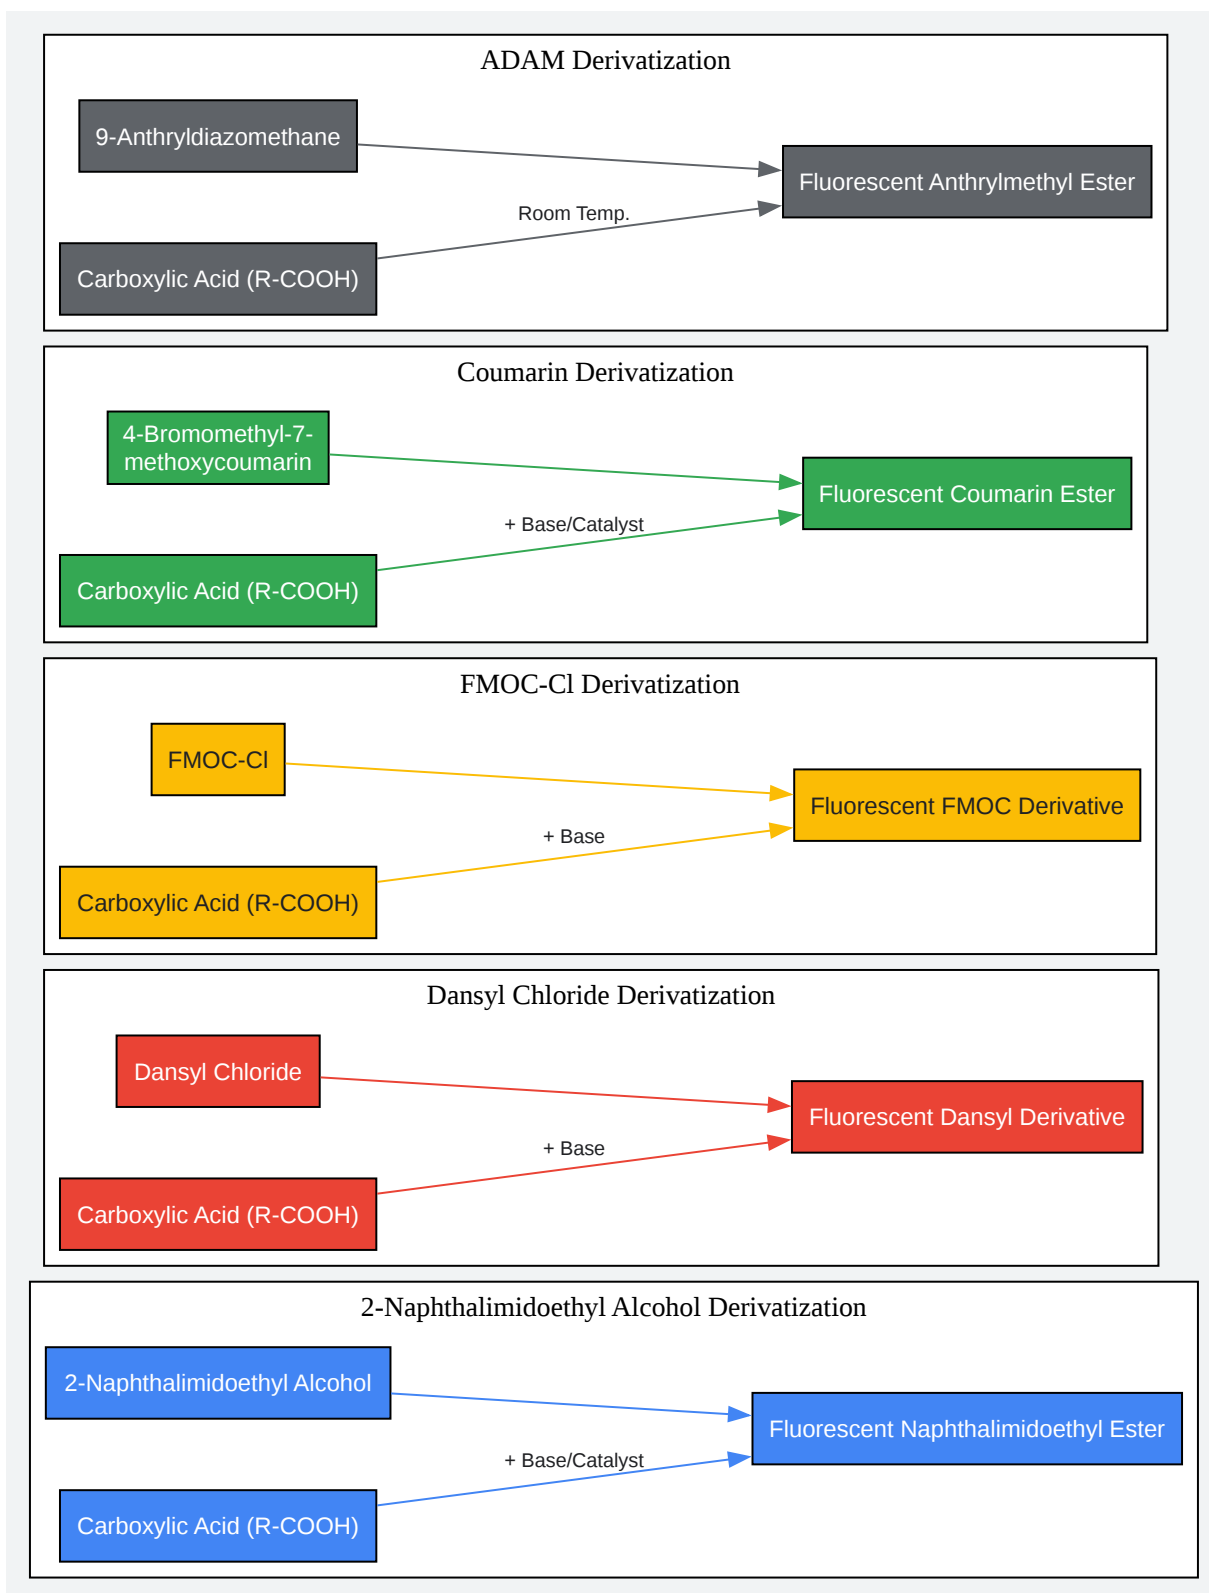 ADAM Derivatization
9-Anthryldiazomethane
Fluorescent Anthrylmethyl Ester
Room Temp.
Carboxylic Acid (R-COOH)
Coumarin Derivatization
4-Bromomethyl-7-
methoxycoumarin
Fluorescent Coumarin Ester
+ Base/Catalyst
Carboxylic Acid (R-COOH)
FMOC-Cl Derivatization
FMOC-Cl
Fluorescent FMOC Derivative
+ Base
Carboxylic Acid (R-COOH)
Dansyl Chloride Derivatization
Dansyl Chloride
Fluorescent Dansyl Derivative
+ Base
Carboxylic Acid (R-COOH)
2-Naphthalimidoethyl Alcohol Derivatization
2-Naphthalimidoethyl Alcohol
Fluorescent Naphthalimidoethyl Ester
+ Base/Catalyst
Carboxylic Acid (R-COOH)